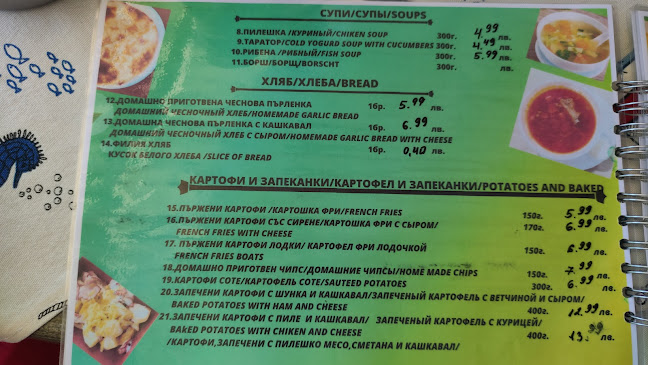 СУПИ/СУПЫ/SOUPS
8.ПИЛЕШКА /КУРИНЫЙ/CHIKEN SOUP 300г. 4,99 лв.
9.ТАРАТОР/COLD YOGURD SOUP WITH CUCUMBERS 300г. 4,49 лв.
10.РИБЕНА /РИБНЫЙ/FISH SOUP 300г. 5,99 лв.
11.БОРШ/БОРЩ/BORSCHT 300г. лв.
ХЛЯБ/ХЛЕБА/BREAD
12.ДОМАШНО ПРИГОТВЕНА ЧЕСНОВА ПЪРЛЕНКА 1бр. 5.99 лв.
ДОМАШНИЙ ЧЕСНОЧНЫЙ ХЛЕБ/HOMEMADE GARLIC BREAD
13.ДОМАШНА ЧЕСНОВА ПЪРЛЕНКА С КАШКАВАЛ 1бр. 6.99 лв.
ДОМАШНИЙ ЧЕСНОЧНЫЙ ХЛЕБ С СЫРОМ/HOMEMADE GARLIC BREAD WITH CHEESE
14.ФИЛИЯ ХЛЯБ 1бр. 0,40 лв.
КУСОК БЕЛОГО ХЛЕБА /SLICE OF BREAD
КАРТОФИ И ЗАПЕКАНКИ/КАРТОФЕЛ И ЗАПЕКАНКИ/POTATOES AND BAKED
15.ПЪРЖЕНИ КАРТОФИ /КАРТОШКА ФРИ/FRENCH FRIES 150г. 5.99 лв.
16.ПЪРЖЕНИ КАРТОФИ СЪС СИРЕНЕ/КАРТОШКА ФРИ С СЫРОМ/ 170г. 6.99 лв.
FRENCH FRIES WITH CHEESE
17. ПЪРЖЕНИ КАРТОФИ ЛОДКИ/ КАРТОФЕЛ ФРИ ЛОДОЧКОЙ 150г. 6.99 лв.
FRENCH FRIES BOATS
18.ДОМАШНО ПРИГОТВЕН ЧИПС/ДОМАШНИЕ ЧИПСЫ/HOME MADE CHIPS 150г. 7.99 лв.
19.КАРТОФИ СОТЕ/КАРТОФЕЛЬ СОТЕ/SAUTEED POTATOES 300г. 6.99 лв.
20.ЗАПЕЧЕНИ КАРТОФИ С ШУНКА И КАШКАВАЛ/ЗАПЕЧЕНЫЙ КАРТОФЕЛЬ С ВЕТЧИНОЙ И СЫРОМ/
BAKED POTATOES WITH HAM AND CHEESE 400г. 12.99 лв.
21.ЗАПЕЧЕНИ КАРТОФИ С ПИЛЕ И КАШКАВАЛ/ ЗАПЕЧЕНЫЙ КАРТОФЕЛЬ С КУРИЦЕЙ/
BAKED POTATOES WITH CHIKEN AND CHEESE 400г. 13.99 лв.
/КАРТОФИ,ЗАПЕЧЕНИ С ПИЛЕШКО МЕСО,СМЕТАНА И КАШКАВАЛ/